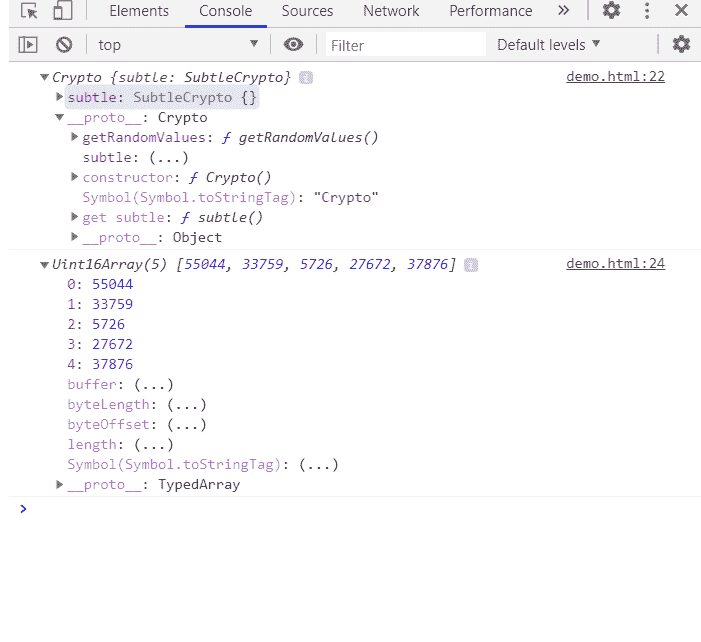 Elements Console Sources Network Performance »
top Filter Default levels
Crypto {subtle: SubtleCrypto} i demo.html:22
subtle: SubtleCrypto {}
__proto__: Crypto
getRandomValues: ƒ getRandomValues()
subtle: (...)
constructor: ƒ Crypto()
Symbol(Symbol.toStringTag): "Crypto"
get subtle: ƒ subtle()
__proto__: Object
Uint16Array(5) [55044, 33759, 5726, 27672, 37876] i demo.html:24
0: 55044
1: 33759
2: 5726
3: 27672
4: 37876
buffer: (...)
byteLength: (...)
byteOffset: (...)
length: (...)
Symbol(Symbol.toStringTag): (...)
__proto__: TypedArray
>